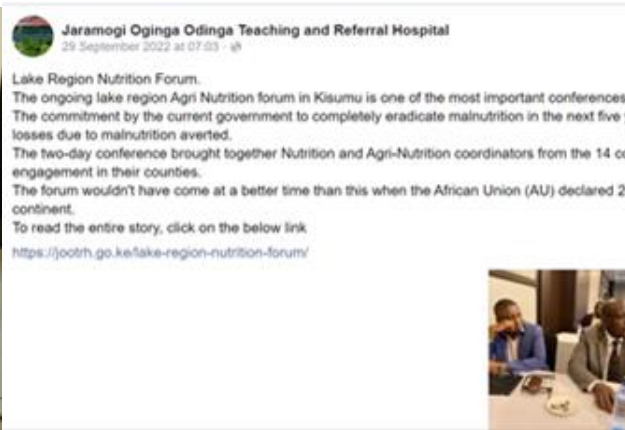 Jaramogi Oginga Odinga Teaching and Referral Hospital
29 September 2022 at 07:03 ·
Lake Region Nutrition Forum.
The ongoing lake region Agri Nutrition forum in Kisumu is one of the most important conferences
The commitment by the current government to completely eradicate malnutrition in the next five
losses due to malnutrition averted.
The two-day conference brought together Nutrition and Agri-Nutrition coordinators from the 14
engagement in their counties.
The forum wouldn't have come at a better time than this when the African Union (AU) declared
continent.
To read the entire story, click on the below link
https://jootrh.go.ke/lake-region-nutrition-forum/